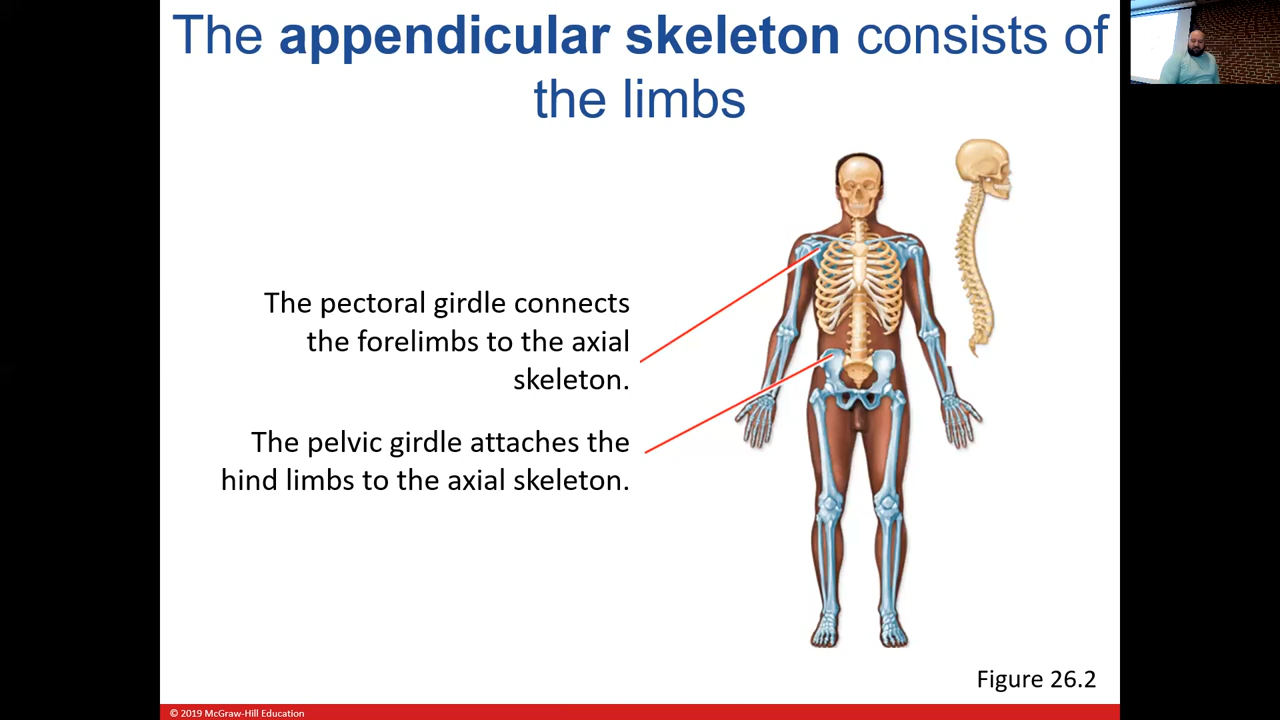 The appendicular skeleton consists of
the limbs
The pectoral girdle connects
the forelimbs to the axial
skeleton.
The pelvic girdle attaches the
hind limbs to the axial skeleton.
Figure 26.2
© 2019 McGraw-Hill Education